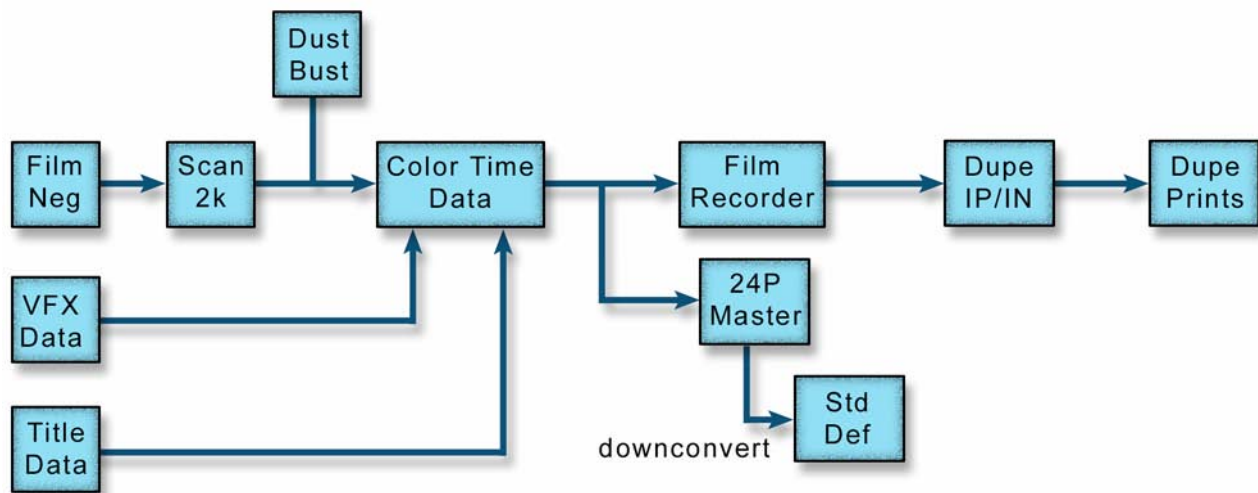 Dust
Bust
Film
Neg
Scan
2k
Color Time
Data
Film
Recorder
Dupe
IP/IN
Dupe
Prints
VFX
Data
24P
Master
Title
Data
downconvert
Std
Def